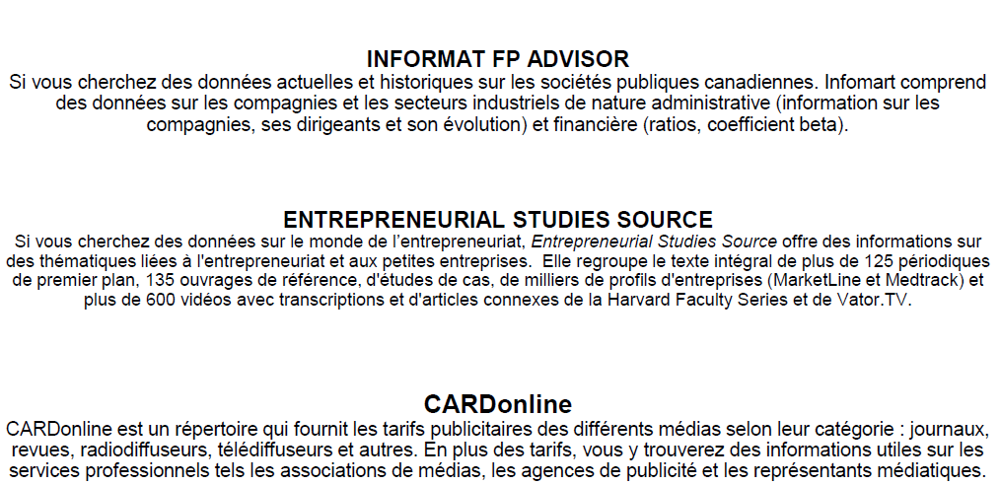 INFORMAT FP ADVISOR
Si vous cherchez des données actuelles et historiques sur les sociétés publiques canadiennes. Infomart comprend
des données sur les compagnies et les secteurs industriels de nature administrative (information sur les
compagnies, ses dirigeants et son évolution) et financière (ratios, coefficient beta).
ENTREPRENEURIAL STUDIES SOURCE
Si vous cherchez des données sur le monde de l’entrepreneuriat, Entrepreneurial Studies Source offre des informations sur
des thématiques liées à l'entrepreneuriat et aux petites entreprises.  Elle regroupe le texte intégral de plus de 125 périodiques
de premier plan, 135 ouvrages de référence, d'études de cas, de milliers de profils d'entreprises (MarketLine et Medtrack) et
plus de 600 vidéos avec transcriptions et d'articles connexes de la Harvard Faculty Series et de Vator.TV.
CARDonline
CARDonline est un répertoire qui fournit les tarifs publicitaires des différents médias selon leur catégorie : journaux,
revues, radiodiffuseurs, télédiffuseurs et autres. En plus des tarifs, vous y trouverez des informations utiles sur les
services professionnels tels les associations de médias, les agences de publicité et les représentants médiatiques.